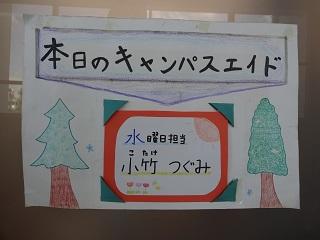 本日のキャンパスエイド
水曜日担当
こたけ
小竹 つぐみ